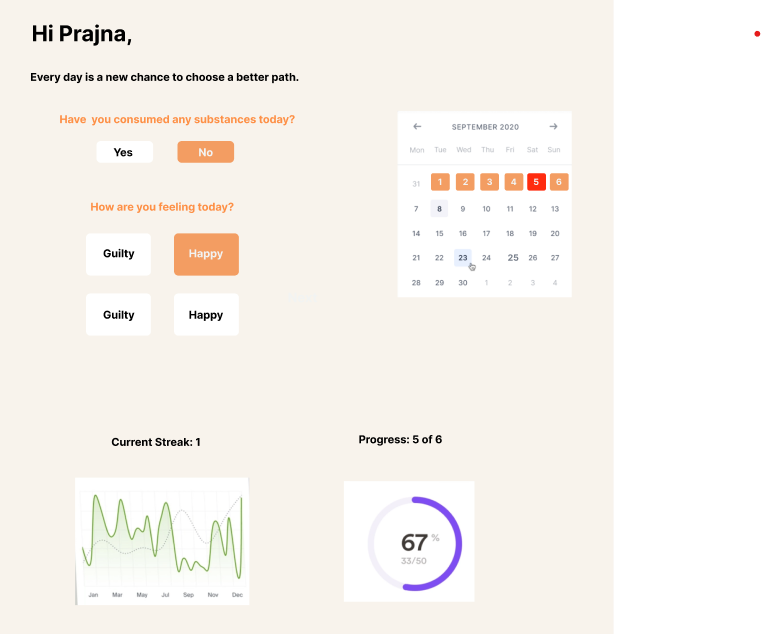 Hi Prajna,
Every day is a new chance to choose a better path.
Have you consumed any substances today?
Yes No
How are you feeling today?
Guilty Happy
Guilty Happy
SEPTEMBER 2020
Mon Tue Wed Thu Fri Sat Sun
31 1 2 3 4 5 6
7 8 9 10 11 12 13
14 15 16 17 18 19 20
21 22 23 24 25 26 27
28 29 30 1 2 3 4
Current Streak: 1
Jan Mar May Jul Sep Nov Dec
Progress: 5 of 6
67 %
33/50